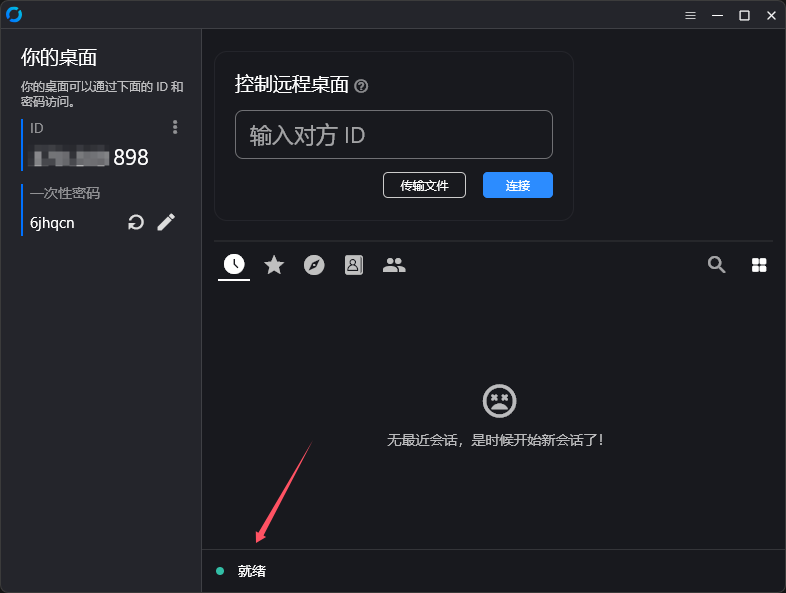 你的桌面
你的桌面可以通过下面的 ID 和
密码访问。
ID
898
一次性密码
6jhqcn
控制远程桌面
输入对方 ID
传输文件
连接
无最近会话，是时候开始新会话了!
就绪